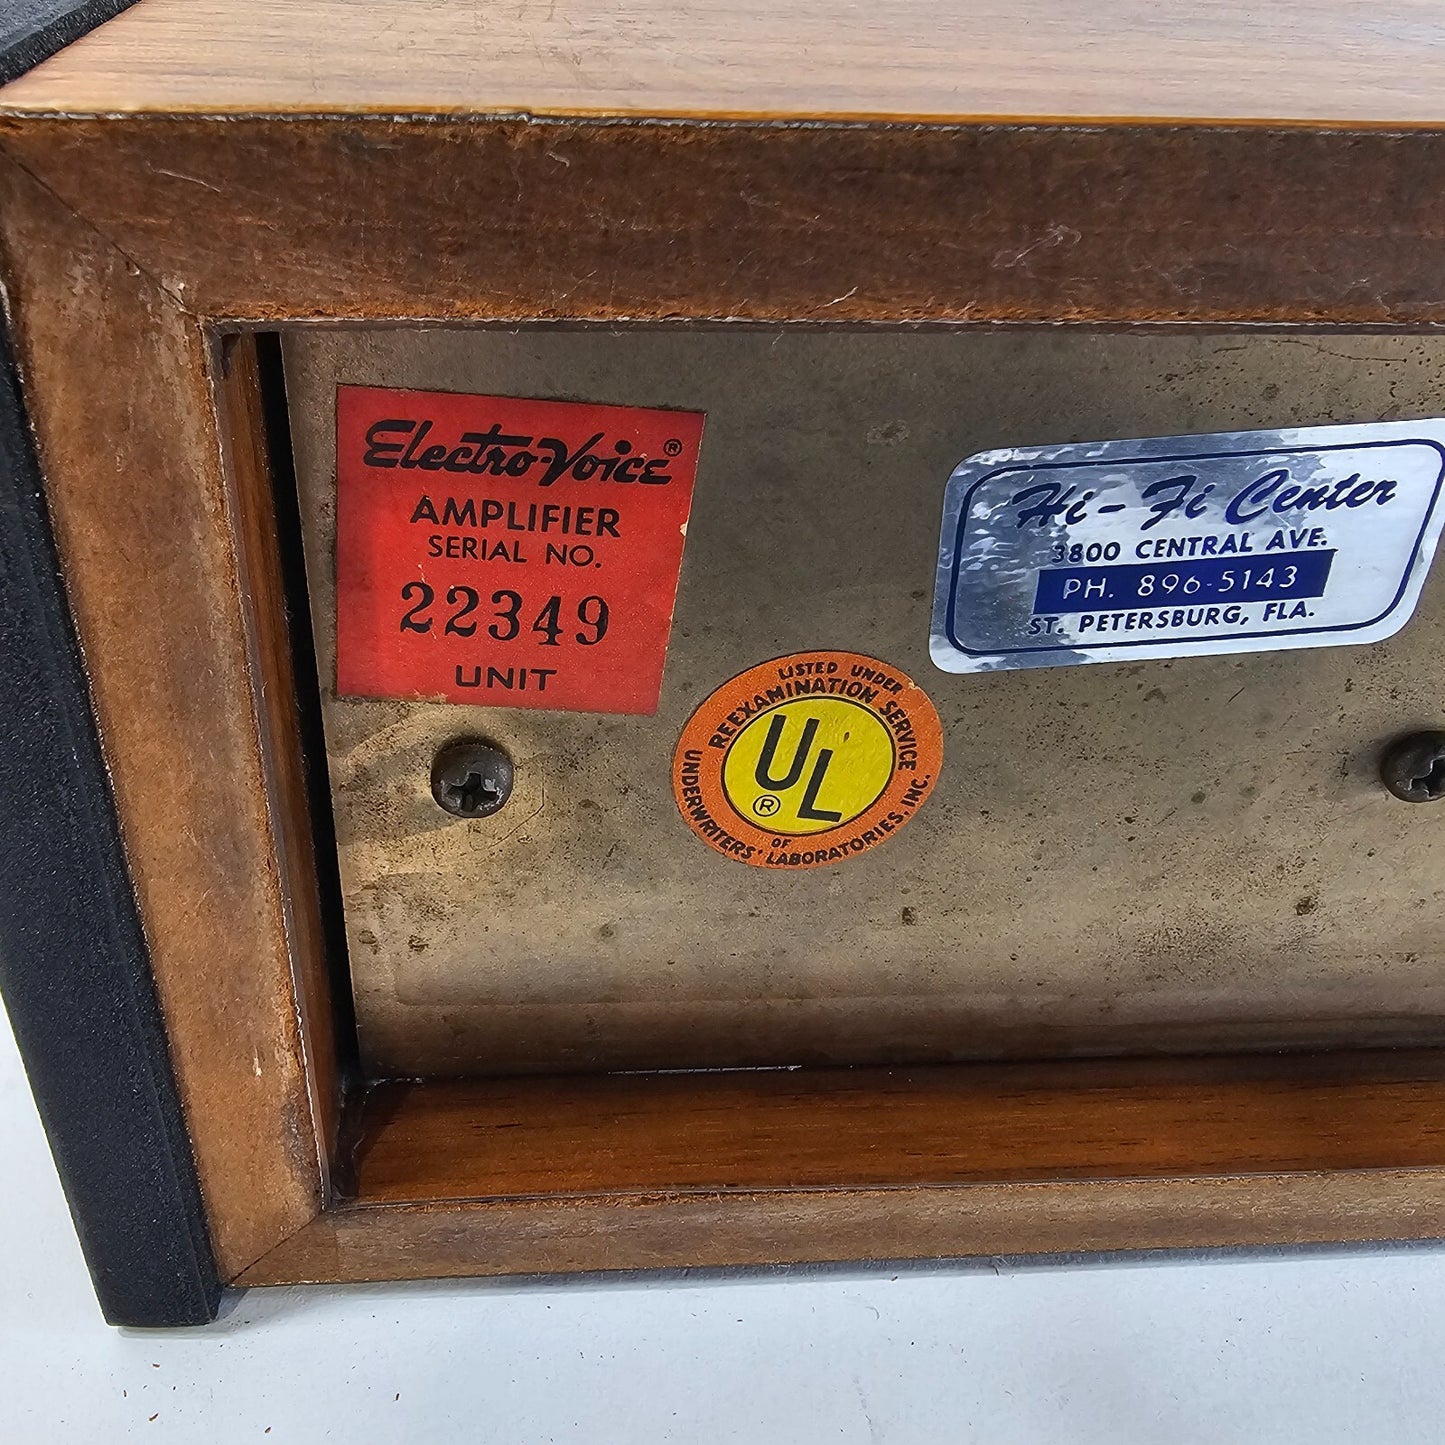 Electro-Voice®
AMPLIFIER
SERIAL NO.
22349
UNIT
Hi-Fi Center
3800 CENTRAL AVE.
PH. 896-5143
ST. PETERSBURG, FLA.
LISTED UNDER
REEXAMINATION SERVICE
UL
®
OF
UNDERWRITERS' LABORATORIES, INC.